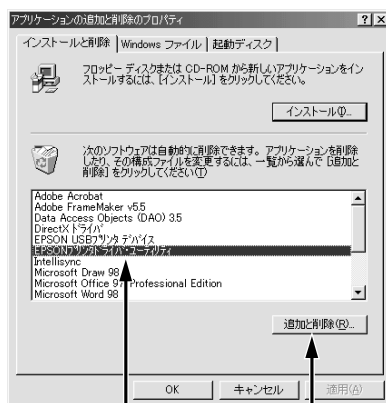 アプリケーションの追加と削除のプロパティ
インストールと削除
Windows ファイル
起動ディスク
フロッピー ディスクまたは CD-ROM から新しいアプリケーションをイン
ストールするには、[インストール] をクリックしてください。
インストール(I)...
次のソフトウェアは自動的に削除できます。アプリケーションを削除
したり、その構成ファイルを変更するには、一覧から選んで [追加と
削除] をクリックしてください(T)
Adobe Acrobat
Adobe FrameMaker v5.5
Data Access Objects (DAO) 3.5
DirectX ドライバ
EPSON USBプリンタ デバイス
EPSONプリンタドライバ・ユーティリティ
Intellisync
Microsoft Draw 98
Microsoft Office 97 Professional Edition
Microsoft Word 98
追加と削除(R)...
OK
キャンセル
適用(A)